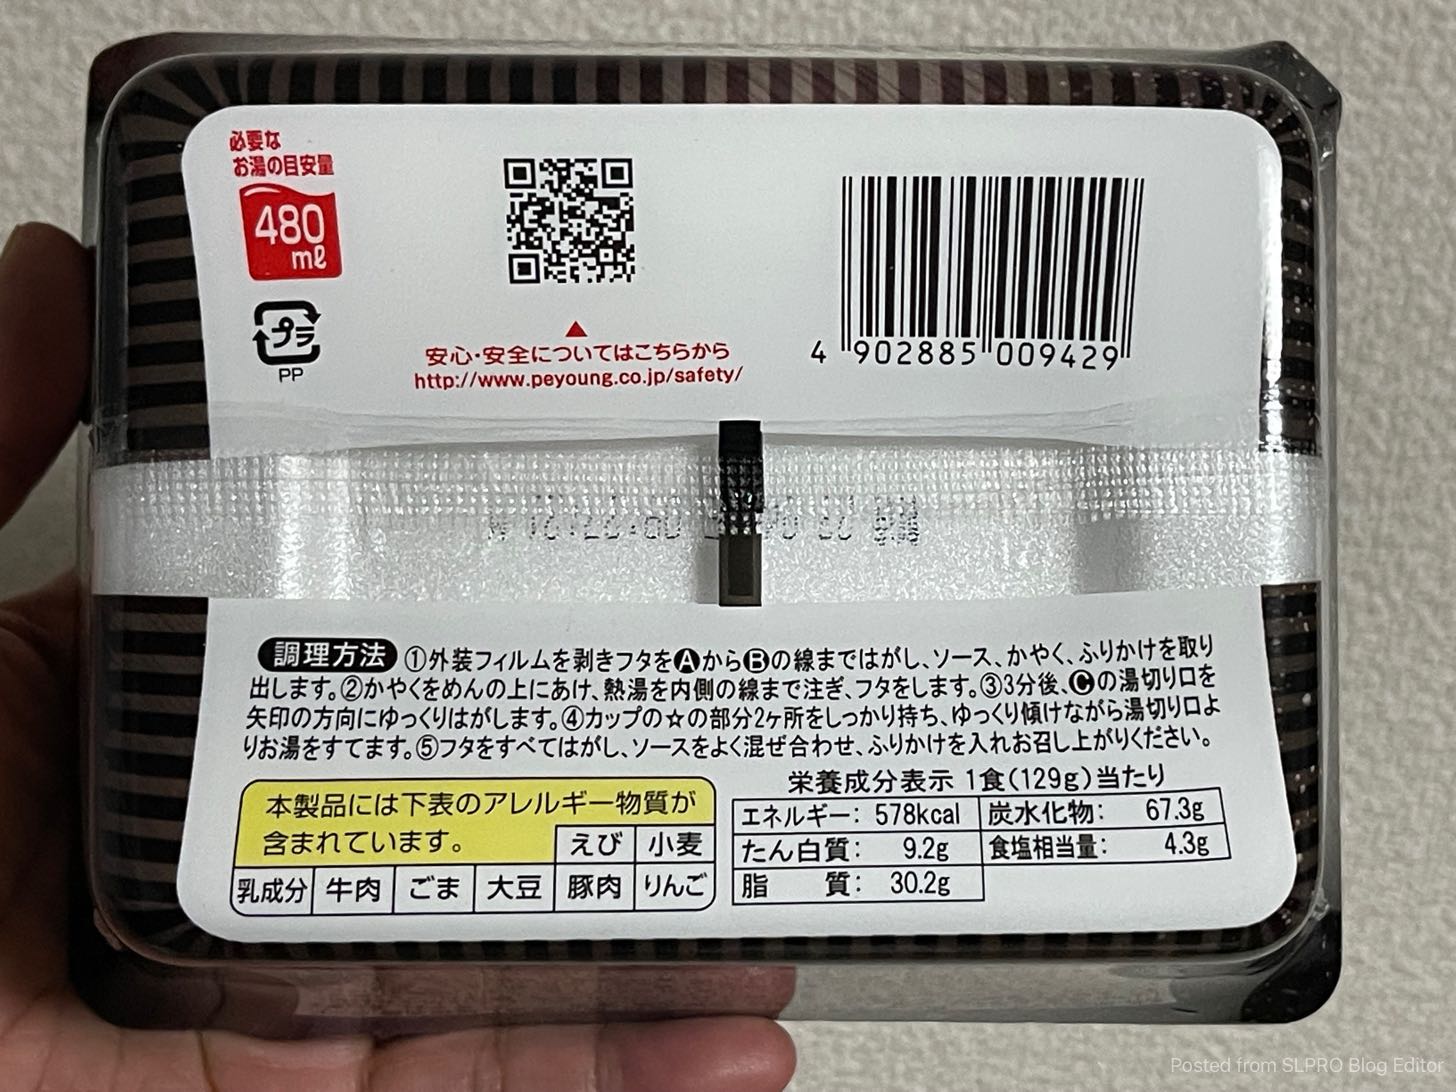 必要な
お湯の目安量
480
mℓ
プラ
PP
安心・安全についてはこちらから
http://www.peyoung.co.jp/safety/
4 902885 009429
調理方法 ①外装フィルムを剥きフタをAからBの線まではがし、ソース、かやく、ふりかけを取り
出します。②かやくをめんの上にあけ、熱湯を内側の線まで注ぎ、フタをします。③3分後、Cの湯切り口を
矢印の方向にゆっくりはがします。④カップの☆の部分2ヶ所をしっかり持ち、ゆっくり傾けながら湯切り口よ
りお湯をすてます。⑤フタをすべてはがし、ソースをよく混ぜ合わせ、ふりかけを入れお召し上がりください。
本製品には下表のアレルギー物質が
含まれています。
えび 小麦
乳成分 牛肉 ごま 大豆 豚肉 りんご
栄養成分表示 1食(129g)当たり
エネルギー: 578kcal 炭水化物: 67.3g
たん白質: 9.2g 食塩相当量: 4.3g
脂 質: 30.2g
Posted from SLPRO Blog Editor